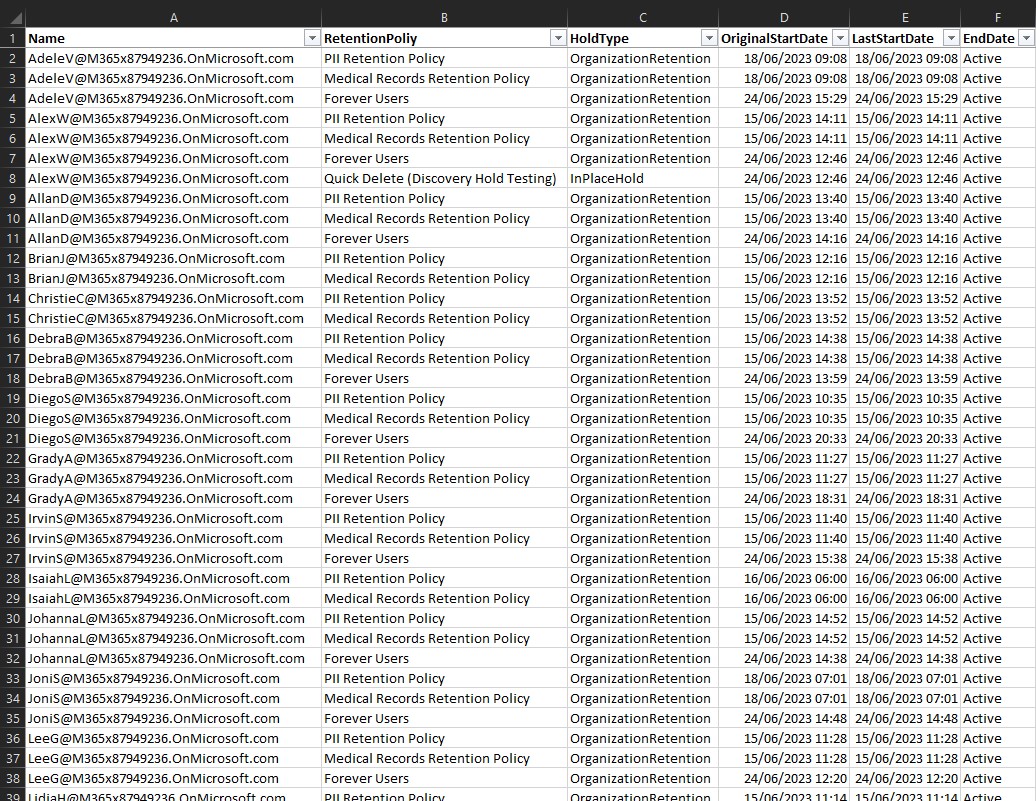 A B C D E F
1 Name RetentionPoliy HoldType OriginalStartDate LastStartDate EndDate
2 AdeleV@M365x87949236.OnMicrosoft.com PII Retention Policy OrganizationRetention 18/06/2023 09:08 18/06/2023 09:08 Active
3 AdeleV@M365x87949236.OnMicrosoft.com Medical Records Retention Policy OrganizationRetention 18/06/2023 09:08 18/06/2023 09:08 Active
4 AdeleV@M365x87949236.OnMicrosoft.com Forever Users OrganizationRetention 24/06/2023 15:29 24/06/2023 15:29 Active
5 AlexW@M365x87949236.OnMicrosoft.com PII Retention Policy OrganizationRetention 15/06/2023 14:11 15/06/2023 14:11 Active
6 AlexW@M365x87949236.OnMicrosoft.com Medical Records Retention Policy OrganizationRetention 15/06/2023 14:11 15/06/2023 14:11 Active
7 AlexW@M365x87949236.OnMicrosoft.com Forever Users OrganizationRetention 24/06/2023 12:46 24/06/2023 12:46 Active
8 AlexW@M365x87949236.OnMicrosoft.com Quick Delete (Discovery Hold Testing) InPlaceHold 24/06/2023 12:46 24/06/2023 12:46 Active
9 AllanD@M365x87949236.OnMicrosoft.com PII Retention Policy OrganizationRetention 15/06/2023 13:40 15/06/2023 13:40 Active
10 AllanD@M365x87949236.OnMicrosoft.com Medical Records Retention Policy OrganizationRetention 15/06/2023 13:40 15/06/2023 13:40 Active
11 AllanD@M365x87949236.OnMicrosoft.com Forever Users OrganizationRetention 24/06/2023 14:16 24/06/2023 14:16 Active
12 BrianJ@M365x87949236.OnMicrosoft.com PII Retention Policy OrganizationRetention 15/06/2023 12:16 15/06/2023 12:16 Active
13 BrianJ@M365x87949236.OnMicrosoft.com Medical Records Retention Policy OrganizationRetention 15/06/2023 12:16 15/06/2023 12:16 Active
14 ChristieC@M365x87949236.OnMicrosoft.com PII Retention Policy OrganizationRetention 15/06/2023 13:52 15/06/2023 13:52 Active
15 ChristieC@M365x87949236.OnMicrosoft.com Medical Records Retention Policy OrganizationRetention 15/06/2023 13:52 15/06/2023 13:52 Active
16 DebraB@M365x87949236.OnMicrosoft.com PII Retention Policy OrganizationRetention 15/06/2023 14:38 15/06/2023 14:38 Active
17 DebraB@M365x87949236.OnMicrosoft.com Medical Records Retention Policy OrganizationRetention 15/06/2023 14:38 15/06/2023 14:38 Active
18 DebraB@M365x87949236.OnMicrosoft.com Forever Users OrganizationRetention 24/06/2023 13:59 24/06/2023 13:59 Active
19 DiegoS@M365x87949236.OnMicrosoft.com PII Retention Policy OrganizationRetention 15/06/2023 10:35 15/06/2023 10:35 Active
20 DiegoS@M365x87949236.OnMicrosoft.com Medical Records Retention Policy OrganizationRetention 15/06/2023 10:35 15/06/2023 10:35 Active
21 DiegoS@M365x87949236.OnMicrosoft.com Forever Users OrganizationRetention 24/06/2023 20:33 24/06/2023 20:33 Active
22 GradyA@M365x87949236.OnMicrosoft.com PII Retention Policy OrganizationRetention 15/06/2023 11:27 15/06/2023 11:27 Active
23 GradyA@M365x87949236.OnMicrosoft.com Medical Records Retention Policy OrganizationRetention 15/06/2023 11:27 15/06/2023 11:27 Active
24 GradyA@M365x87949236.OnMicrosoft.com Forever Users OrganizationRetention 24/06/2023 18:31 24/06/2023 18:31 Active
25 IrvinS@M365x87949236.OnMicrosoft.com PII Retention Policy OrganizationRetention 15/06/2023 11:40 15/06/2023 11:40 Active
26 IrvinS@M365x87949236.OnMicrosoft.com Medical Records Retention Policy OrganizationRetention 15/06/2023 11:40 15/06/2023 11:40 Active
27 IrvinS@M365x87949236.OnMicrosoft.com Forever Users OrganizationRetention 24/06/2023 15:38 24/06/2023 15:38 Active
28 IsaiahL@M365x87949236.OnMicrosoft.com PII Retention Policy OrganizationRetention 16/06/2023 06:00 16/06/2023 06:00 Active
29 IsaiahL@M365x87949236.OnMicrosoft.com Medical Records Retention Policy OrganizationRetention 16/06/2023 06:00 16/06/2023 06:00 Active
30 JohannaL@M365x87949236.OnMicrosoft.com PII Retention Policy OrganizationRetention 15/06/2023 14:52 15/06/2023 14:52 Active
31 JohannaL@M365x87949236.OnMicrosoft.com Medical Records Retention Policy OrganizationRetention 15/06/2023 14:52 15/06/2023 14:52 Active
32 JohannaL@M365x87949236.OnMicrosoft.com Forever Users OrganizationRetention 24/06/2023 14:38 24/06/2023 14:38 Active
33 JoniS@M365x87949236.OnMicrosoft.com PII Retention Policy OrganizationRetention 18/06/2023 07:01 18/06/2023 07:01 Active
34 JoniS@M365x87949236.OnMicrosoft.com Medical Records Retention Policy OrganizationRetention 18/06/2023 07:01 18/06/2023 07:01 Active
35 JoniS@M365x87949236.OnMicrosoft.com Forever Users OrganizationRetention 24/06/2023 14:48 24/06/2023 14:48 Active
36 LeeG@M365x87949236.OnMicrosoft.com PII Retention Policy OrganizationRetention 15/06/2023 11:28 15/06/2023 11:28 Active
37 LeeG@M365x87949236.OnMicrosoft.com Medical Records Retention Policy OrganizationRetention 15/06/2023 11:28 15/06/2023 11:28 Active
38 LeeG@M365x87949236.OnMicrosoft.com Forever Users OrganizationRetention 24/06/2023 12:20 24/06/2023 12:20 Active
39 LidiaH@M365x87949236.OnMicrosoft.com PII Retention Policy OrganizationRetention 15/06/2023 11:14 15/06/2023 11:14 Active